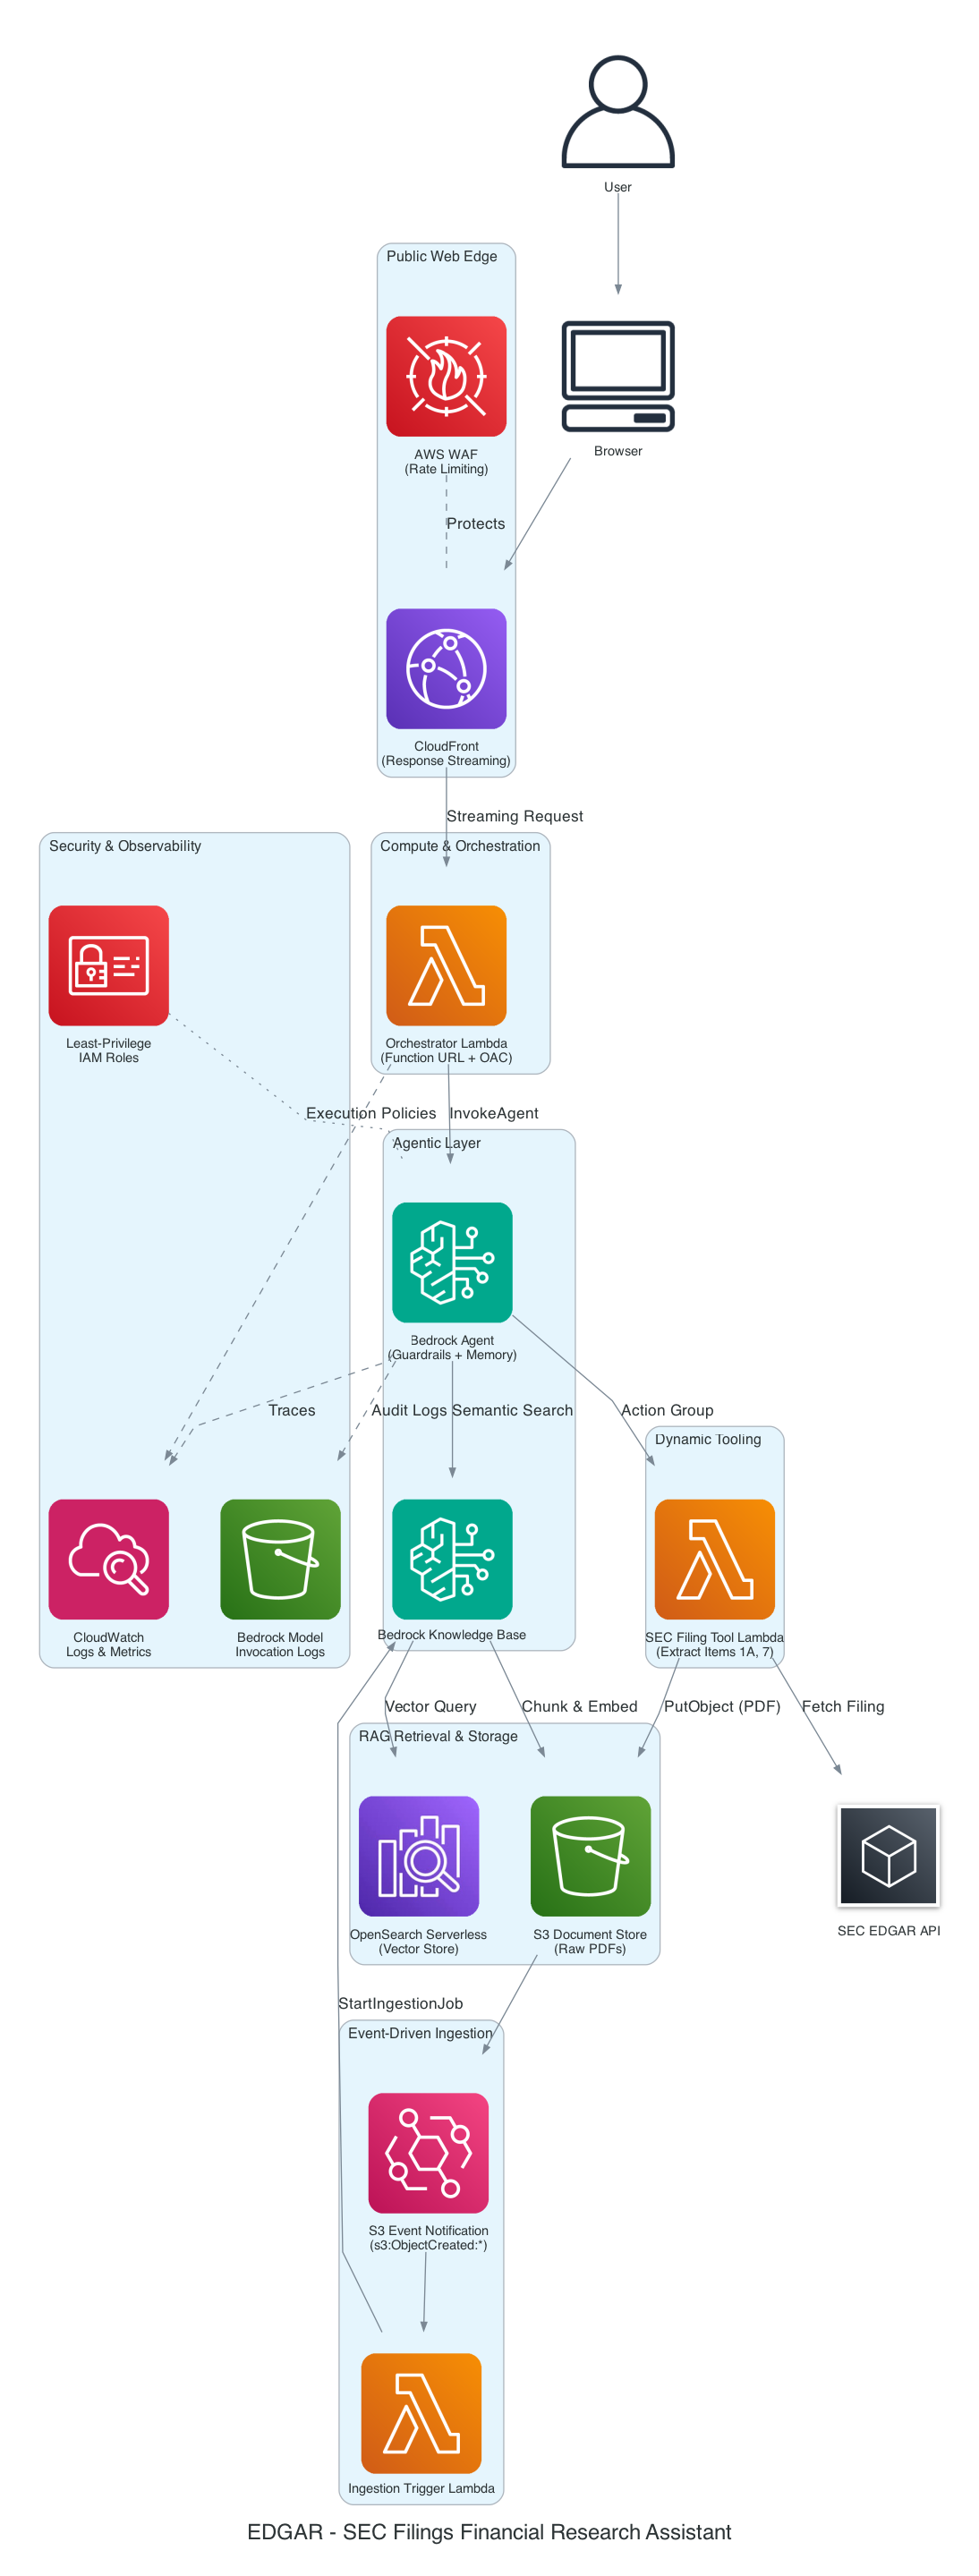 User
Public Web Edge
AWS WAF
(Rate Limiting)
Browser
Protects
CloudFront
(Response Streaming)
Streaming Request
Security & Observability
Compute & Orchestration
Least-Privilege
IAM Roles
Orchestrator Lambda
(Function URL + OAC)
Execution Policies
InvokeAgent
Agentic Layer
Bedrock Agent
(Guardrails + Memory)
Traces
Audit Logs
Semantic Search
Action Group
Dynamic Tooling
CloudWatch
Logs & Metrics
Bedrock Model
Invocation Logs
Bedrock Knowledge Base
SEC Filing Tool Lambda
(Extract Items 1A, 7)
Vector Query
Chunk & Embed
PutObject (PDF)
Fetch Filing
RAG Retrieval & Storage
OpenSearch Serverless
(Vector Store)
S3 Document Store
(Raw PDFs)
SEC EDGAR API
StartIngestionJob
Event-Driven Ingestion
S3 Event Notification
(s3:ObjectCreated:*)
Ingestion Trigger Lambda
EDGAR - SEC Filings Financial Research Assistant